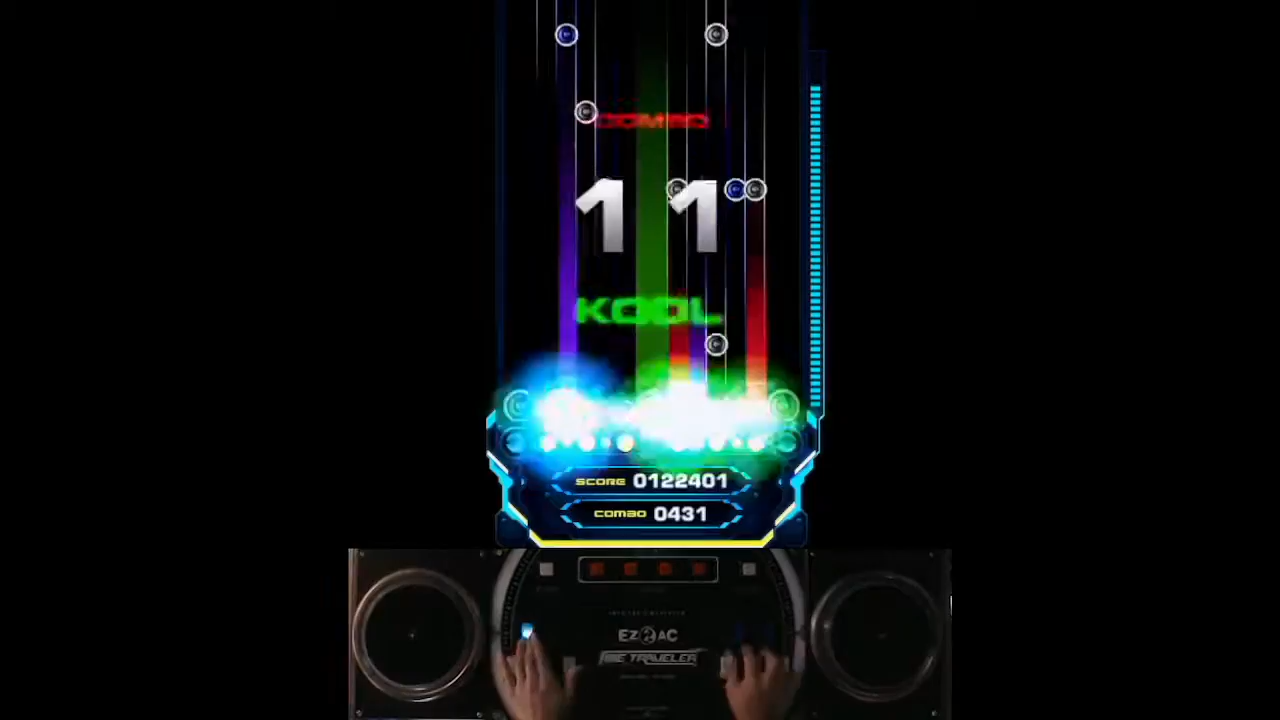 COMBO
11
KOOL
SCORE 0122401
COMBO 0431
EZ2AC
TIME TRAVELER